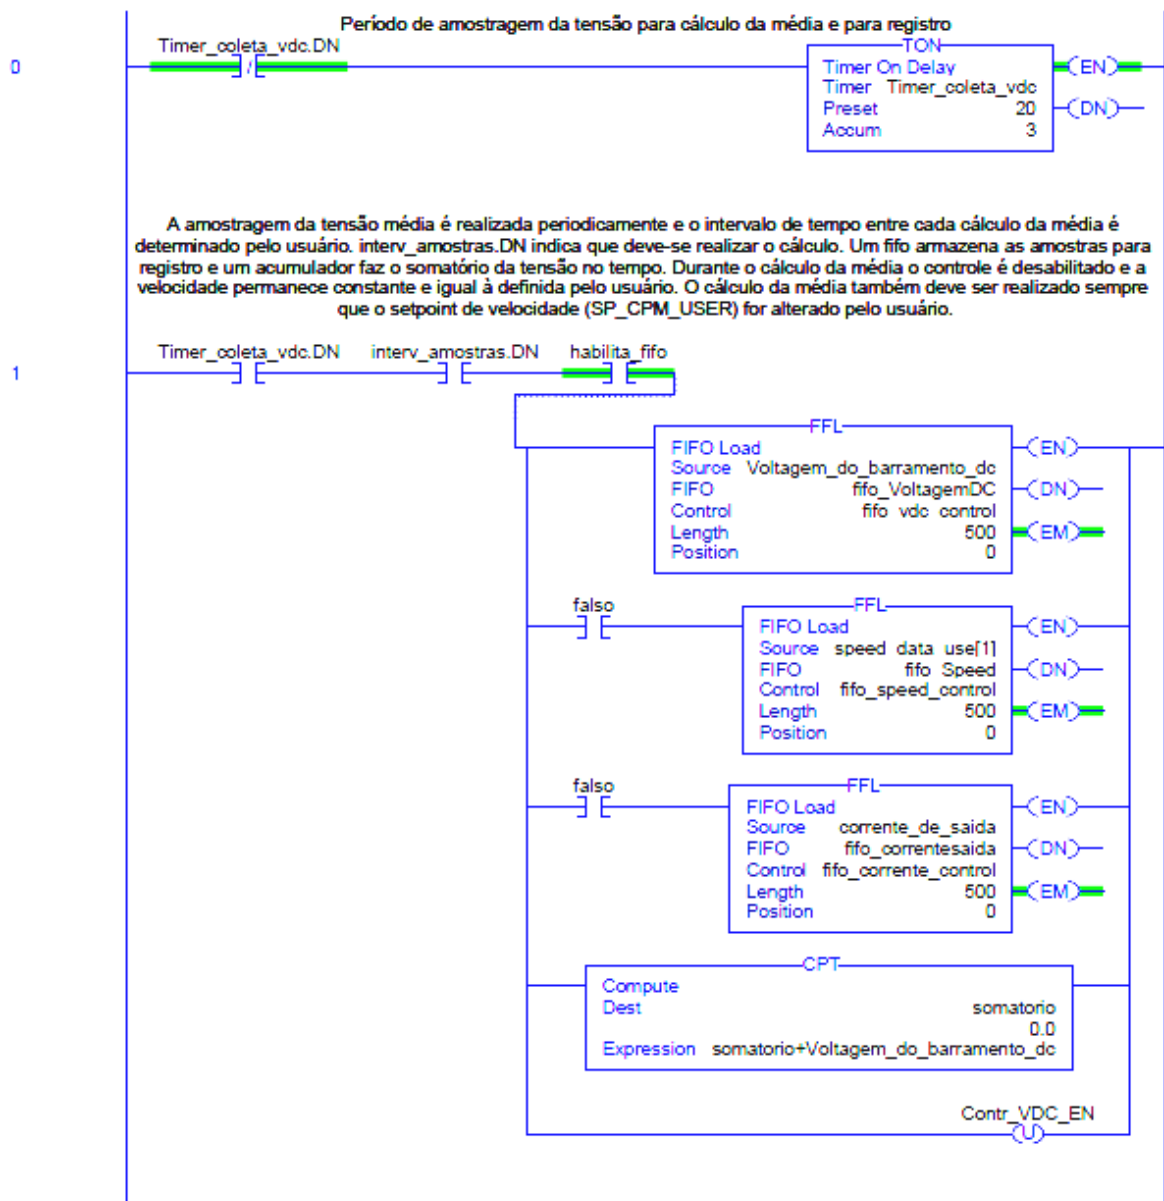 Período de amostragem da tensão para cálculo da média e para registro
0
Timer_coleta_vdc.DN
TON
Timer On Delay
Timer Timer_coleta_vdc
Preset 20
Accum 3
EN
DN
A amostragem da tensão média é realizada periodicamente e o intervalo de tempo entre cada cálculo da média é
determinado pelo usuário. interv_amostras.DN indica que deve-se realizar o cálculo. Um fifo armazena as amostras para
registro e um acumulador faz o somatório da tensão no tempo. Durante o cálculo da média o controle é desabilitado e a
velocidade permanece constante e igual à definida pelo usuário. O cálculo da média também deve ser realizado sempre
que o setpoint de velocidade (SP_CPM_USER) for alterado pelo usuário.
1
Timer_coleta_vdc.DN interv_amostras.DN habilita_fifo
FFL
FIFO Load
Source Voltagem_do_barramento_dc
FIFO fifo_VoltagemDC
Control fifo vdc control
Length 500
Position 0
EN
DN
EM
falso
FFL
FIFO Load
Source speed data use[1]
FIFO fifo Speed
Control fifo_speed_control
Length 500
Position 0
EN
DN
EM
falso
FFL
FIFO Load
Source corrente_de_saida
FIFO fifo_correntesaida
Control fifo_corrente_control
Length 500
Position 0
EN
DN
EM
CPT
Compute
Dest somatorio
0.0
Expression somatorio+Voltagem_do_barramento_dc
Contr_VDC_EN
U